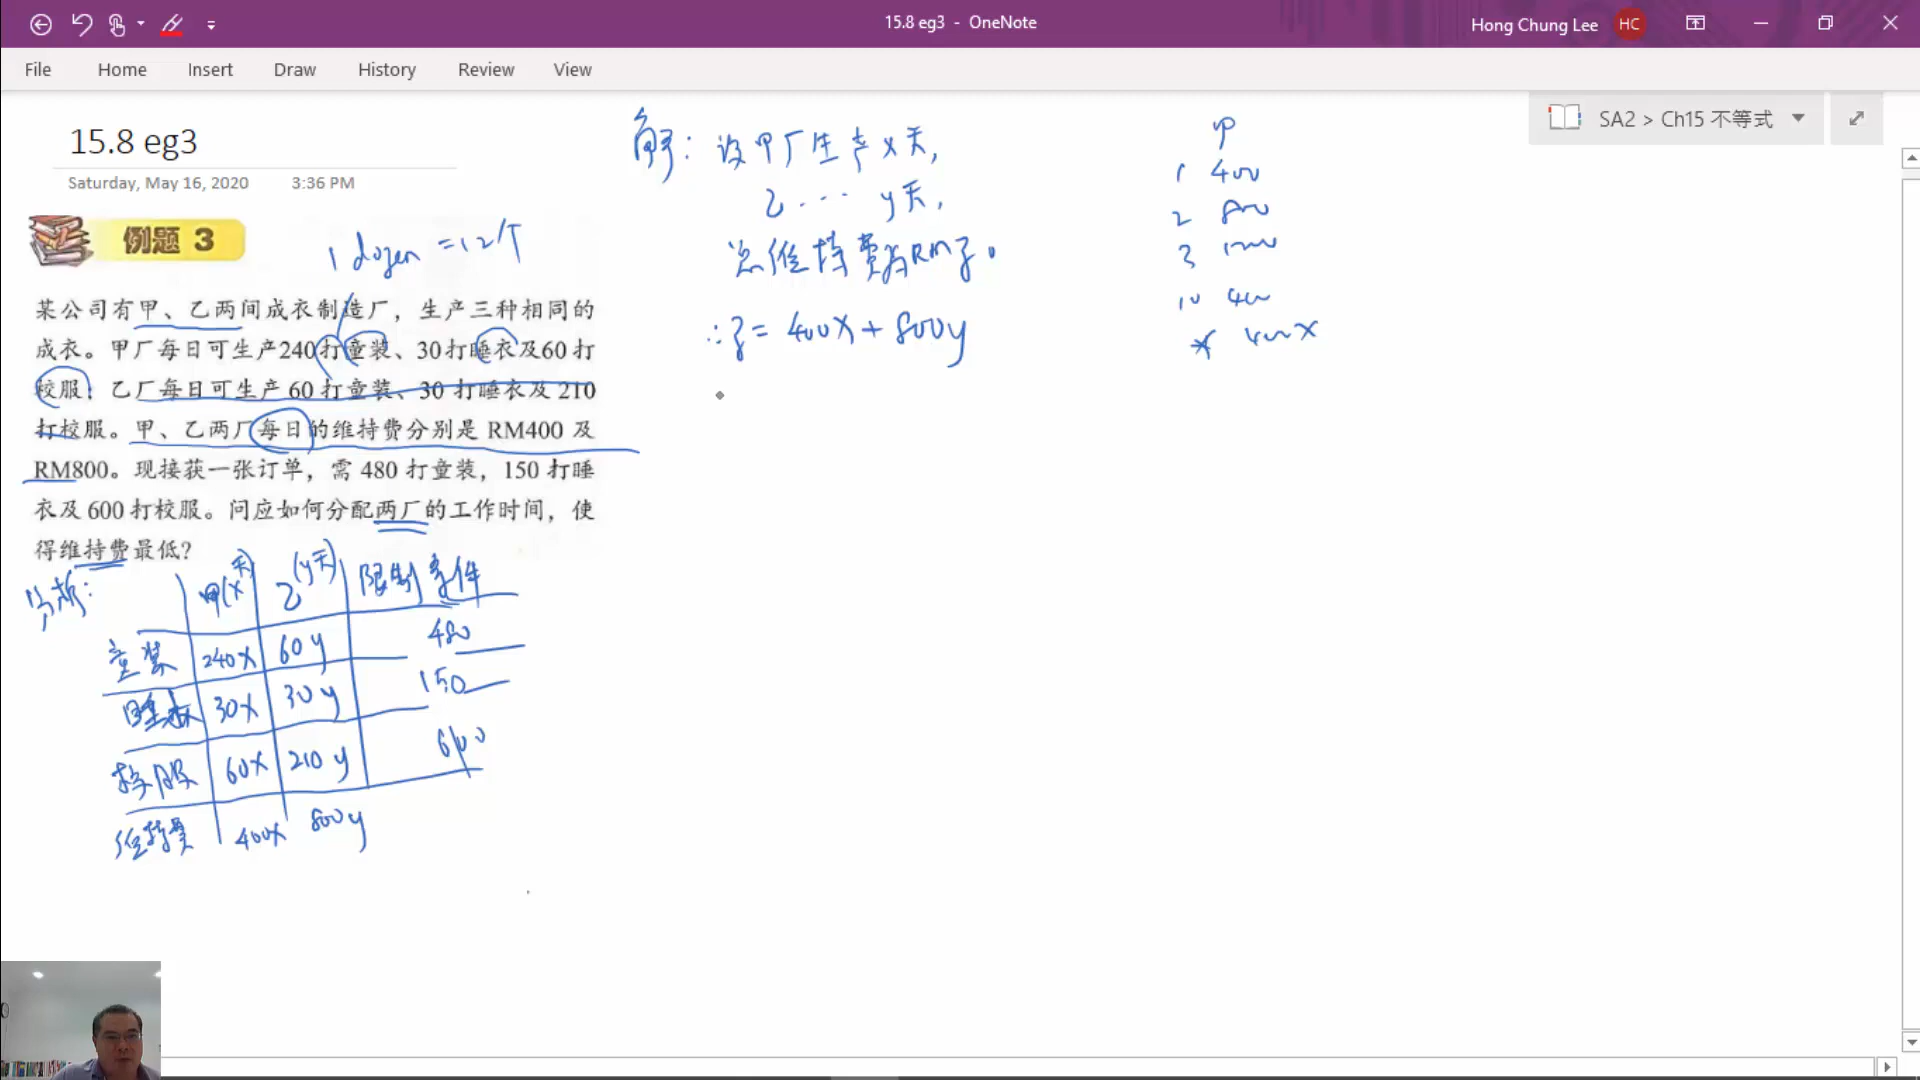 15.8 eg3 - OneNote
Hong Chung Lee
HC
File Home Insert Draw History Review View
SA2 > Ch15 不等式
15.8 eg3
Saturday, May 16, 2020 3:36 PM
例题 3
1 dozen = 12个
某公司有甲、乙两间成衣制造厂，生产三种相同的
成衣。甲厂每日可生产240打童装、30打睡衣及60打
校服；乙厂每日可生产 60 打童装、30 打睡衣及 210
打校服。甲、乙两厂每日的维持费分别是 RM400 及
RM800。现接获一张订单，需 480 打童装，150 打睡
衣及 600 打校服。问应如何分配两厂的工作时间，使
得维持费最低?
分析:
甲(x天) 乙(y天) 限制条件
童装 240x 60y 480
睡衣 30x 30y 150
校服 60x 210y 600
维持费 400x 800y
解: 设甲厂生产x天,
乙 ... y天,
总维持费为RM z。
∴ z = 400x + 800y
甲
1 400
2 800
3 1200
10 400
x 400x